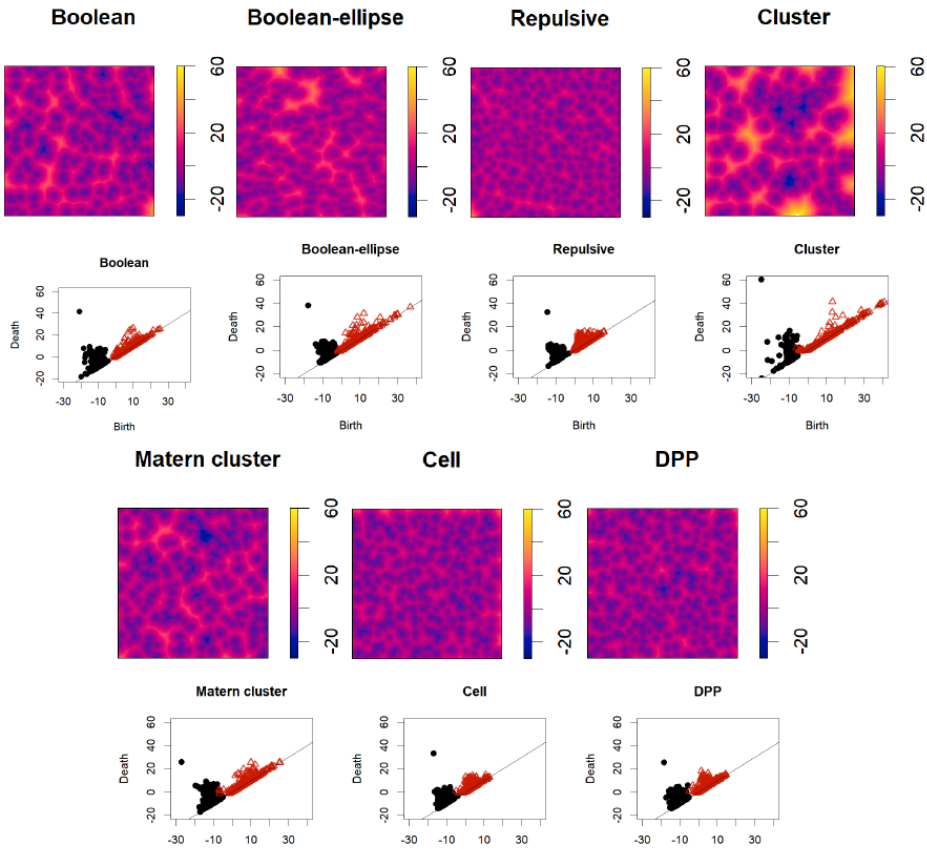 Boolean Boolean-ellipse Repulsive Cluster
60 60 60 60
20 20 20 20
-20 -20 -20 -20
Boolean Boolean-ellipse Repulsive Cluster
Death Death Death Death
60 60 60 60
40 40 40 40
20 20 20 20
0 0 0 0
-20 -20 -20 -20
-30 -10 10 30 -30 -10 10 30 -30 -10 10 30 -30 -10 10 30
Birth Birth Birth Birth
Matern cluster Cell DPP
60 60 60
20 20 20
-20 -20 -20
Matern cluster Cell DPP
Death Death Death
60 60 60
40 40 40
20 20 20
0 0 0
-20 -20 -20
-30 -10 10 30 -30 -10 10 30 -30 -10 10 30